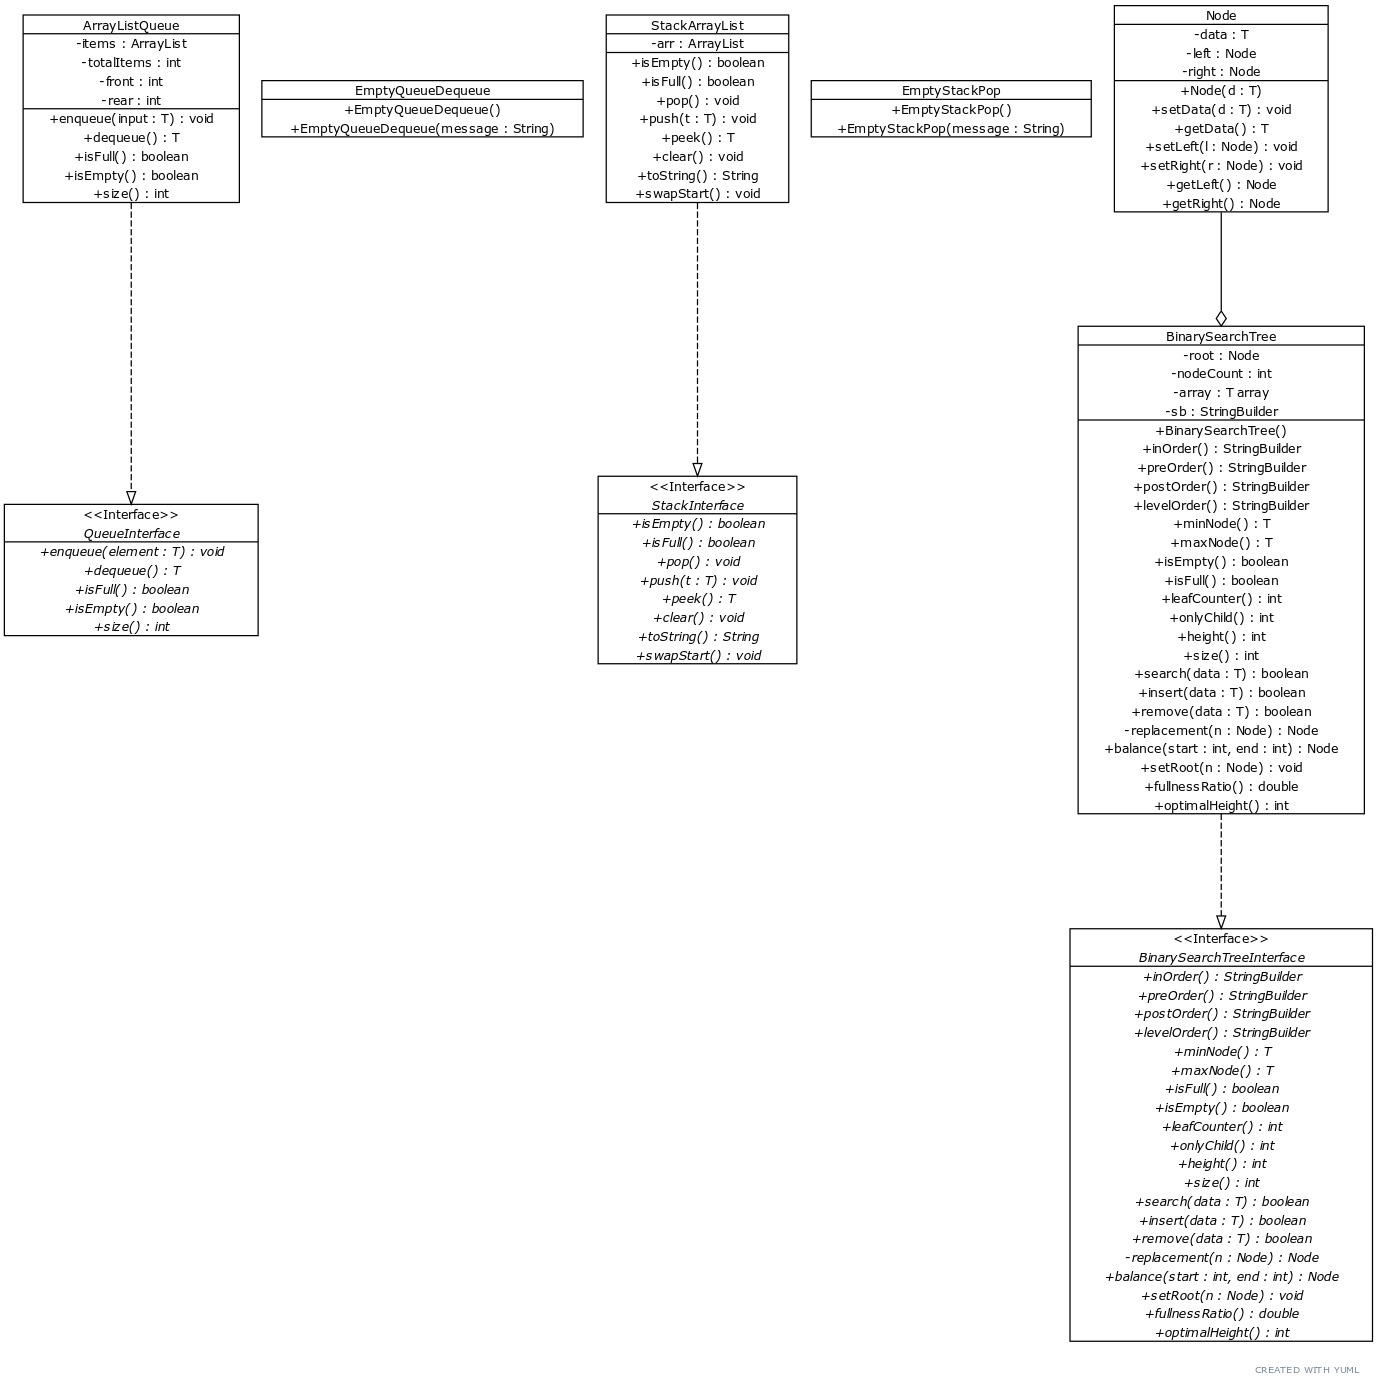 ArrayListQueue
-items : ArrayList
-totalItems : int
-front : int
-rear : int
+enqueue(input : T) : void
+dequeue() : T
+isFull() : boolean
+isEmpty() : boolean
+size() : int
EmptyQueueDequeue
+EmptyQueueDequeue()
+EmptyQueueDequeue(message : String)
StackArrayList
-arr : ArrayList
+isEmpty() : boolean
+isFull() : boolean
+pop() : void
+push(t : T) : void
+peek() : T
+clear() : void
+toString() : String
+swapStart() : void
EmptyStackPop
+EmptyStackPop()
+EmptyStackPop(message : String)
Node
-data : T
-left : Node
-right : Node
+Node(d : T)
+setData(d : T) : void
+getData() : T
+setLeft(l : Node) : void
+setRight(r : Node) : void
+getLeft() : Node
+getRight() : Node
BinarySearchTree
-root : Node
-nodeCount : int
-array : T array
-sb : StringBuilder
+BinarySearchTree()
+inOrder() : StringBuilder
+preOrder() : StringBuilder
+postOrder() : StringBuilder
+levelOrder() : StringBuilder
+minNode() : T
+maxNode() : T
+isEmpty() : boolean
+isFull() : boolean
+leafCounter() : int
+onlyChild() : int
+height() : int
+size() : int
+search(data : T) : boolean
+insert(data : T) : boolean
+remove(data : T) : boolean
-replacement(n : Node) : Node
+balance(start : int, end : int) : Node
+setRoot(n : Node) : void
+fullnessRatio() : double
+optimalHeight() : int
<<Interface>>
QueueInterface
+enqueue(element : T) : void
+dequeue() : T
+isFull() : boolean
+isEmpty() : boolean
+size() : int
<<Interface>>
StackInterface
+isEmpty() : boolean
+isFull() : boolean
+pop() : void
+push(t : T) : void
+peek() : T
+clear() : void
+toString() : String
+swapStart() : void
<<Interface>>
BinarySearchTreeInterface
+inOrder() : StringBuilder
+preOrder() : StringBuilder
+postOrder() : StringBuilder
+levelOrder() : StringBuilder
+minNode() : T
+maxNode() : T
+isFull() : boolean
+isEmpty() : boolean
+leafCounter() : int
+onlyChild() : int
+height() : int
+size() : int
+search(data : T) : boolean
+insert(data : T) : boolean
+remove(data : T) : boolean
-replacement(n : Node) : Node
+balance(start : int, end : int) : Node
+setRoot(n : Node) : void
+fullnessRatio() : double
+optimalHeight() : int
CREATED WITH YUML